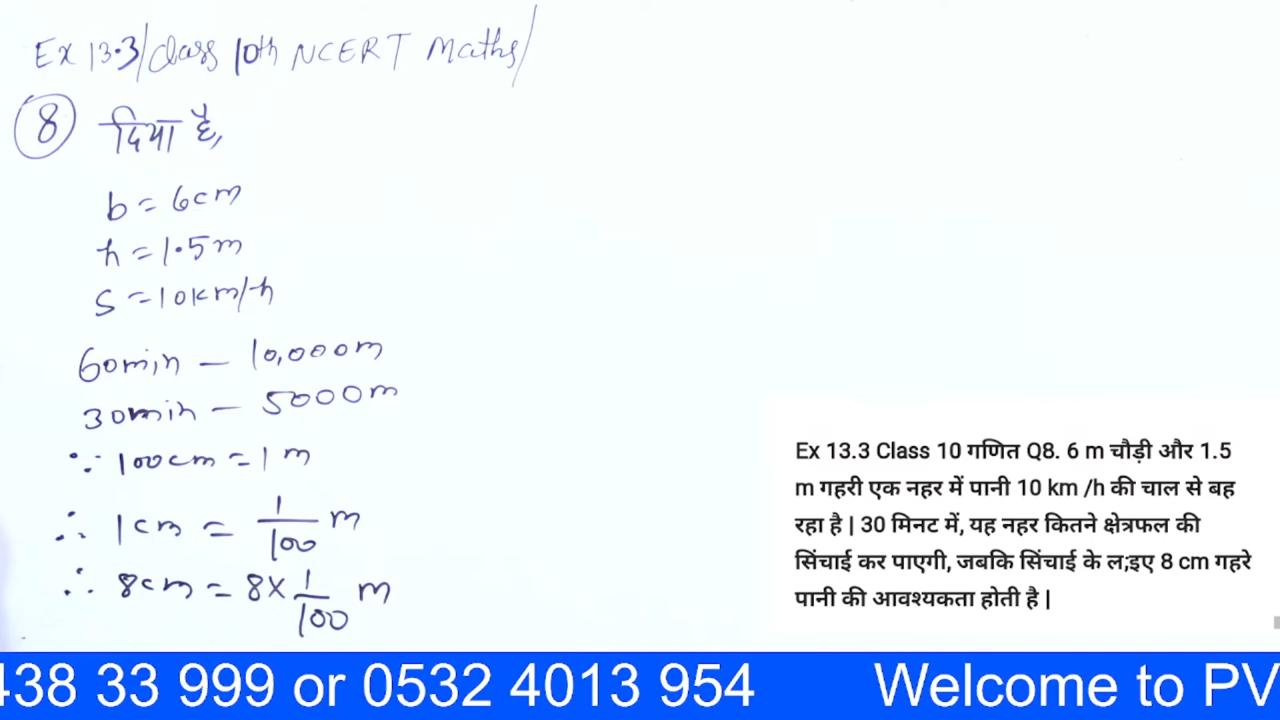 Ex 13.3/Class 10th NCERT Maths/
8 दिया है,
b = 6cm
h = 1.5m
S = 10km/h
60min — 10,000m
30min — 5000m
∵ 100cm = 1m
∴ 1cm = 1/100 m
∴ 8cm = 8 × 1/100 m
Ex 13.3 Class 10 गणित Q8. 6 m चौड़ी और 1.5
m गहरी एक नहर में पानी 10 km /h की चाल से बह
रहा है | 30 मिनट में, यह नहर कितने क्षेत्रफल की
सिंचाई कर पाएगी, जबकि सिंचाई के ल;इए 8 cm गहरे
पानी की आवश्यकता होती है |
438 33 999 or 0532 4013 954 Welcome to PV